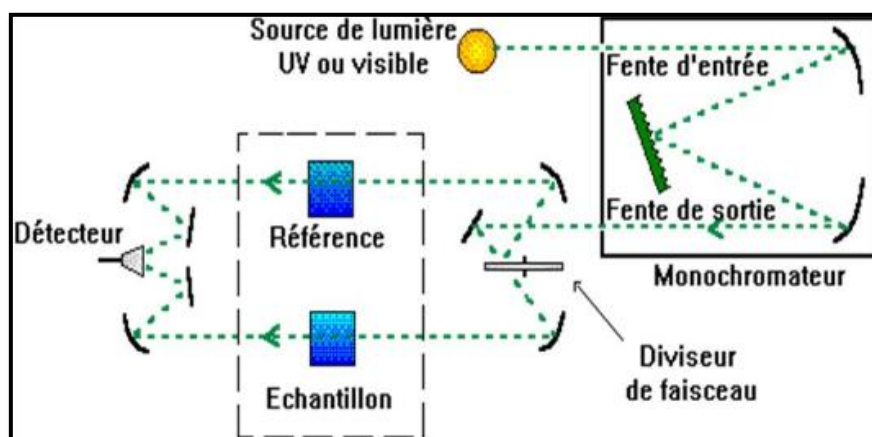 Source de lumière
UV ou visible
Fente d'entrée
Fente de sortie
Détecteur
Référence
Monochromateur
Echantillon
Diviseur
de faisceau